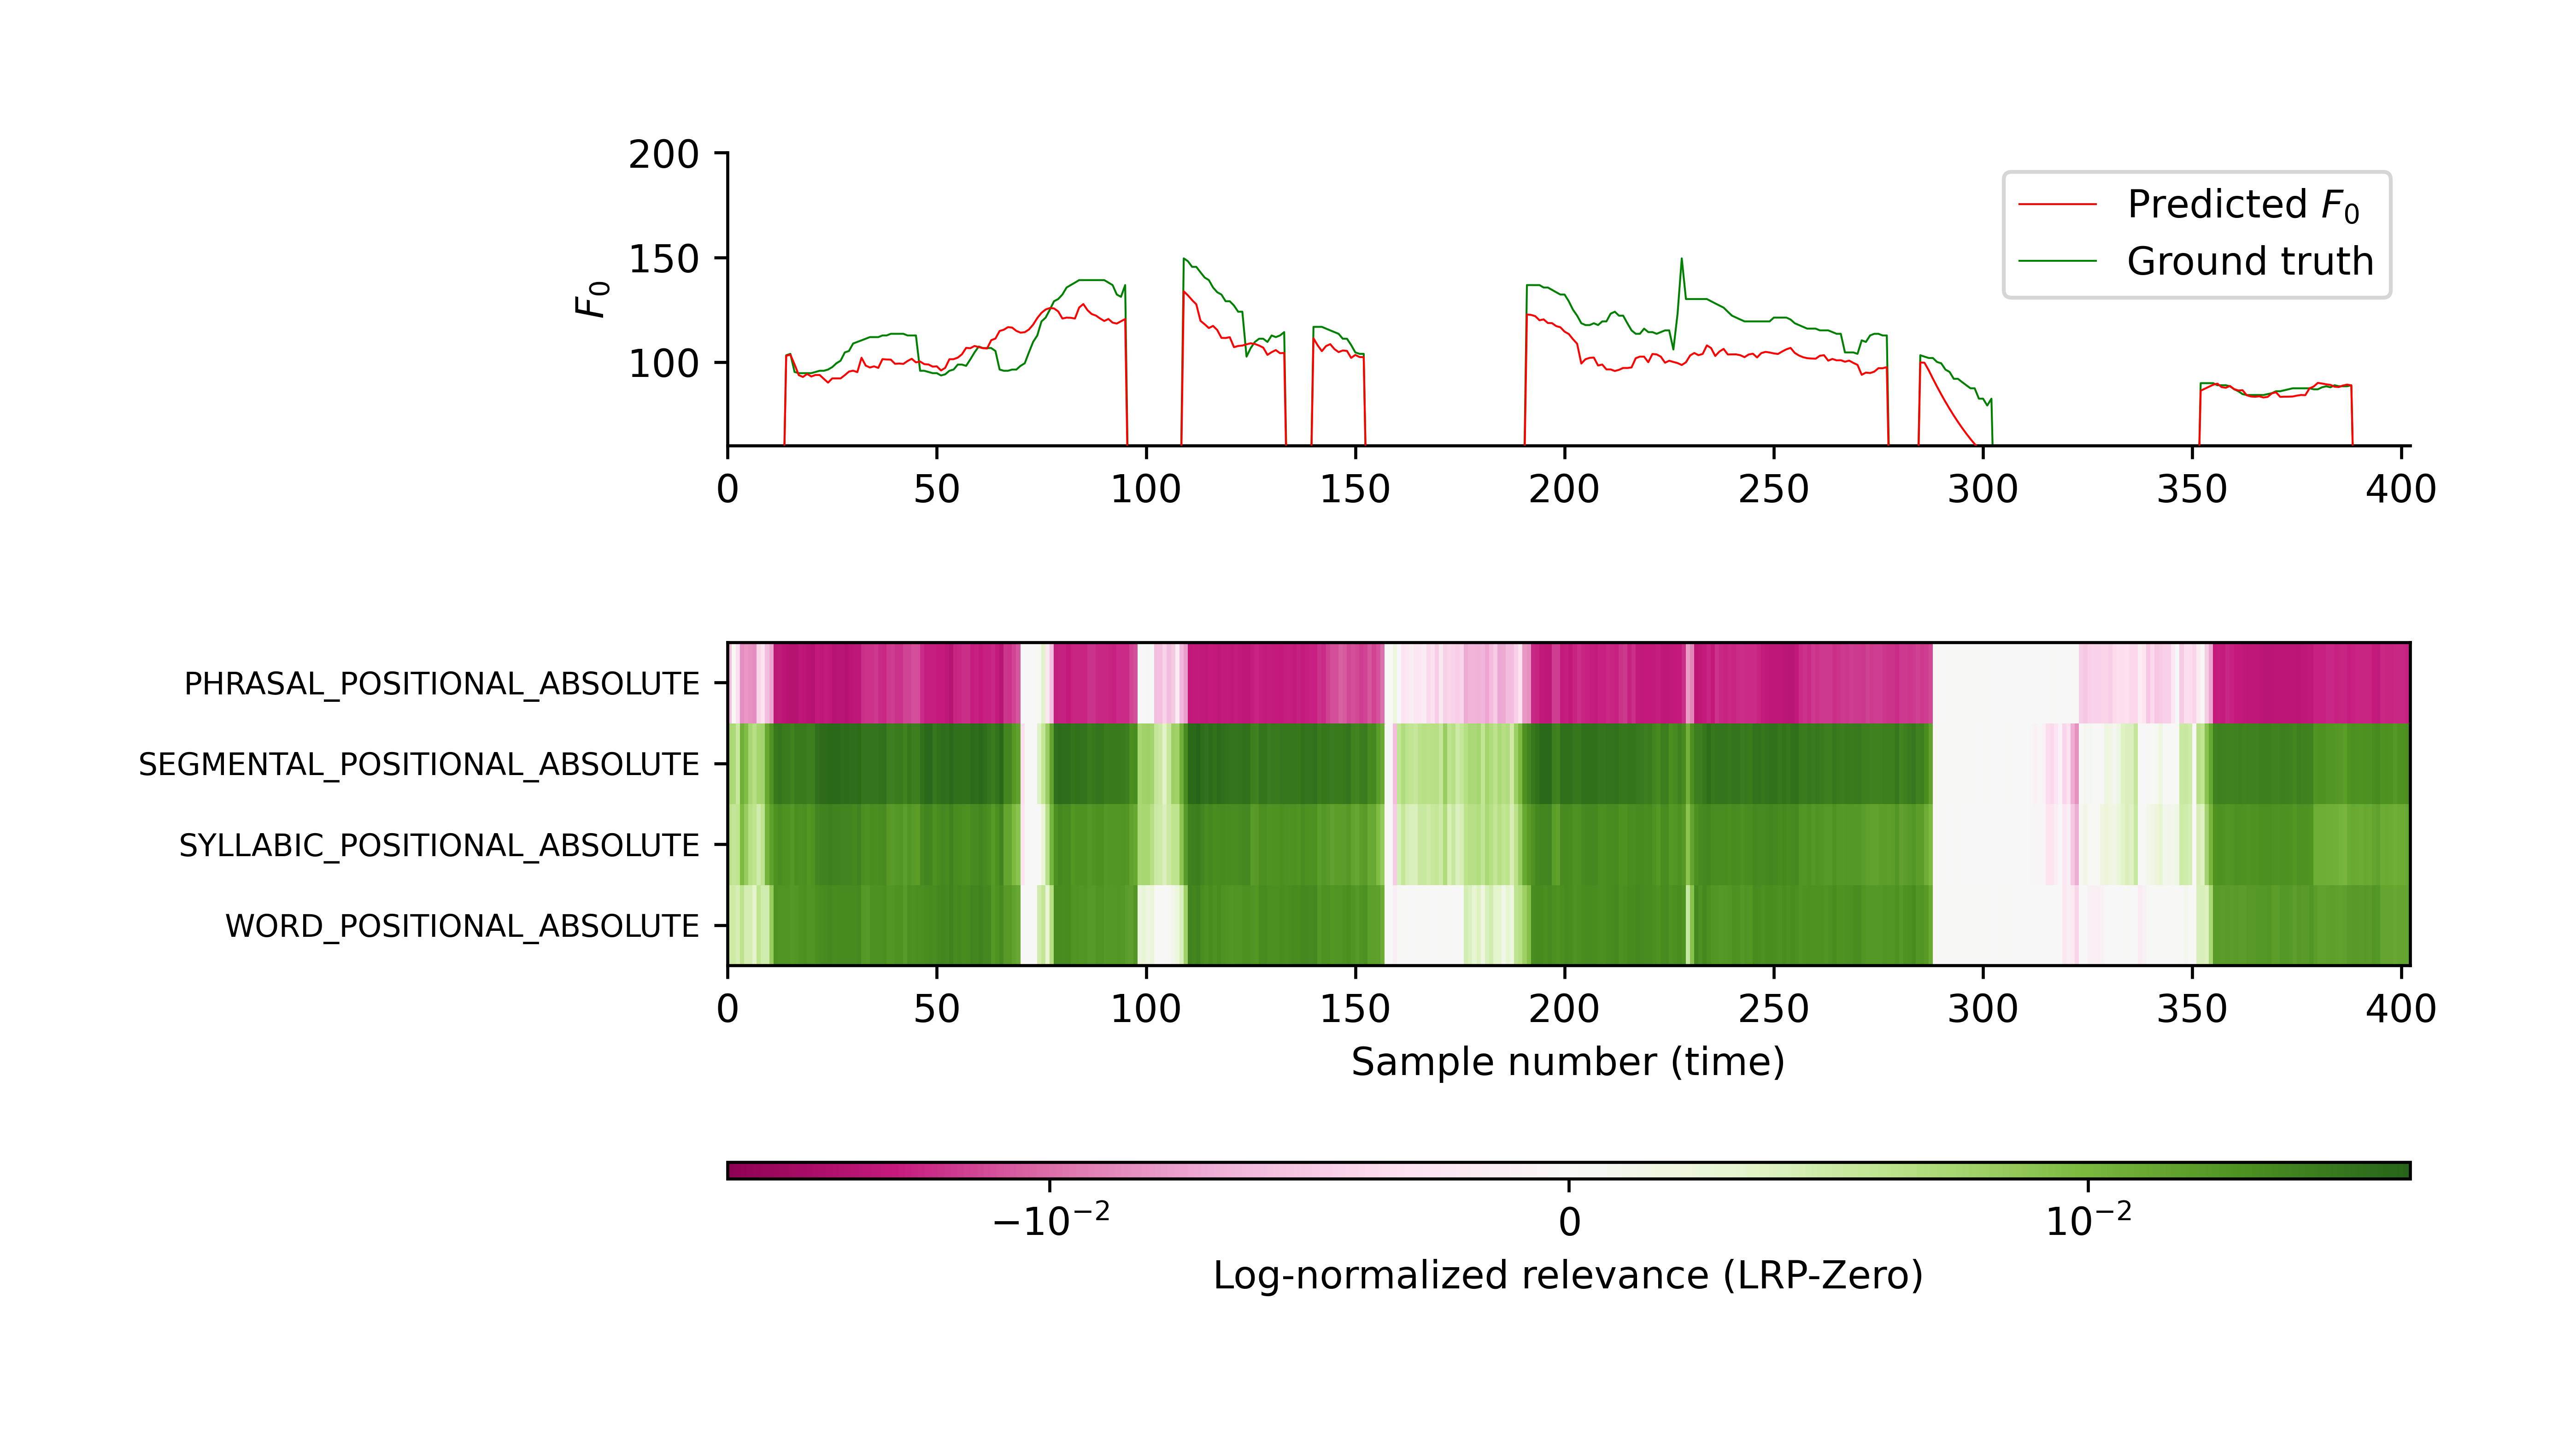 200
150
100
F₀
Predicted F₀
Ground truth
0 50 100 150 200 250 300 350 400
PHRASAL_POSITIONAL_ABSOLUTE
SEGMENTAL_POSITIONAL_ABSOLUTE
SYLLABIC_POSITIONAL_ABSOLUTE
WORD_POSITIONAL_ABSOLUTE
0 50 100 150 200 250 300 350 400
Sample number (time)
−10⁻² 0 10⁻²
Log-normalized relevance (LRP-Zero)